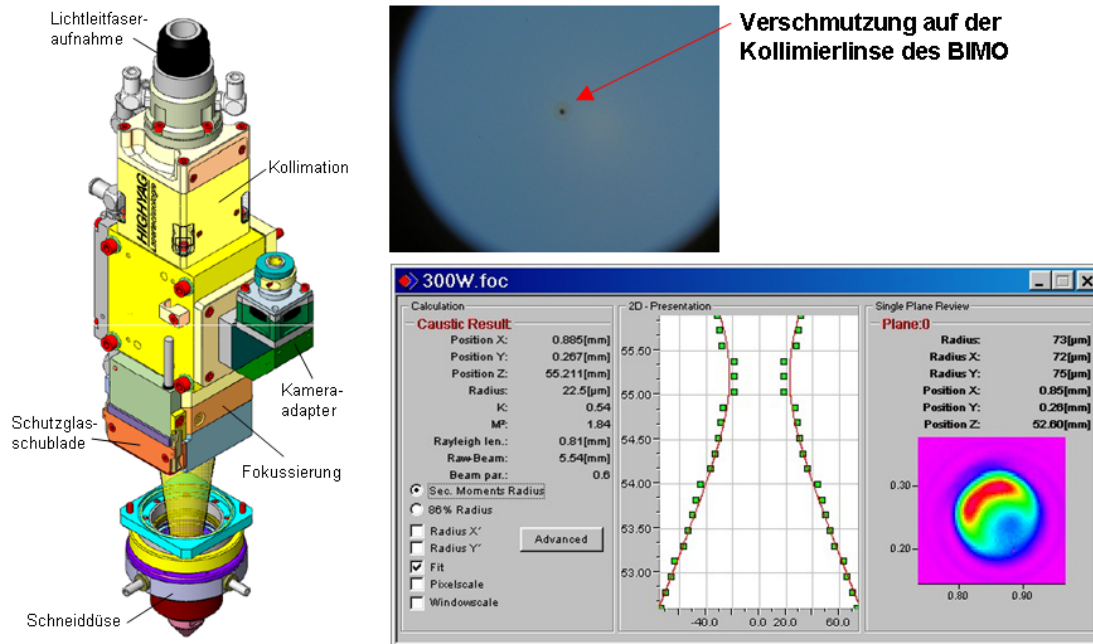 Lichtleitfaser-
aufnahme
Kollimation
HIGHYAG
Lasertechnologie
Kamera-
adapter
Schutzglas-
schublade
Fokussierung
Schneiddüse
Verschmutzung auf der
Kollimierlinse des BIMO
300W.foc
Calculation
Caustic Result:
Position X: 0.885[mm]
Position Y: 0.267[mm]
Position Z: 55.211[mm]
Radius: 22.5[µm]
K: 0.54
M²: 1.84
Rayleigh len.: 0.81[mm]
Raw-Beam: 5.54[mm]
Beam par.: 0.6
Sec. Moments Radius
86% Radius
Radius X'
Radius Y'
Fit
Pixelscale
Windowscale
Advanced
2D - Presentation
55.50
55.00
54.50
54.00
53.50
53.00
-40.0 0.0 20.0 60.0
Single Plane Review
Plane:0
Radius: 73[µm]
Radius X: 72[µm]
Radius Y: 75[µm]
Position X: 0.85[mm]
Position Y: 0.26[mm]
Position Z: 52.60[mm]
0.30
0.20
0.80 0.90